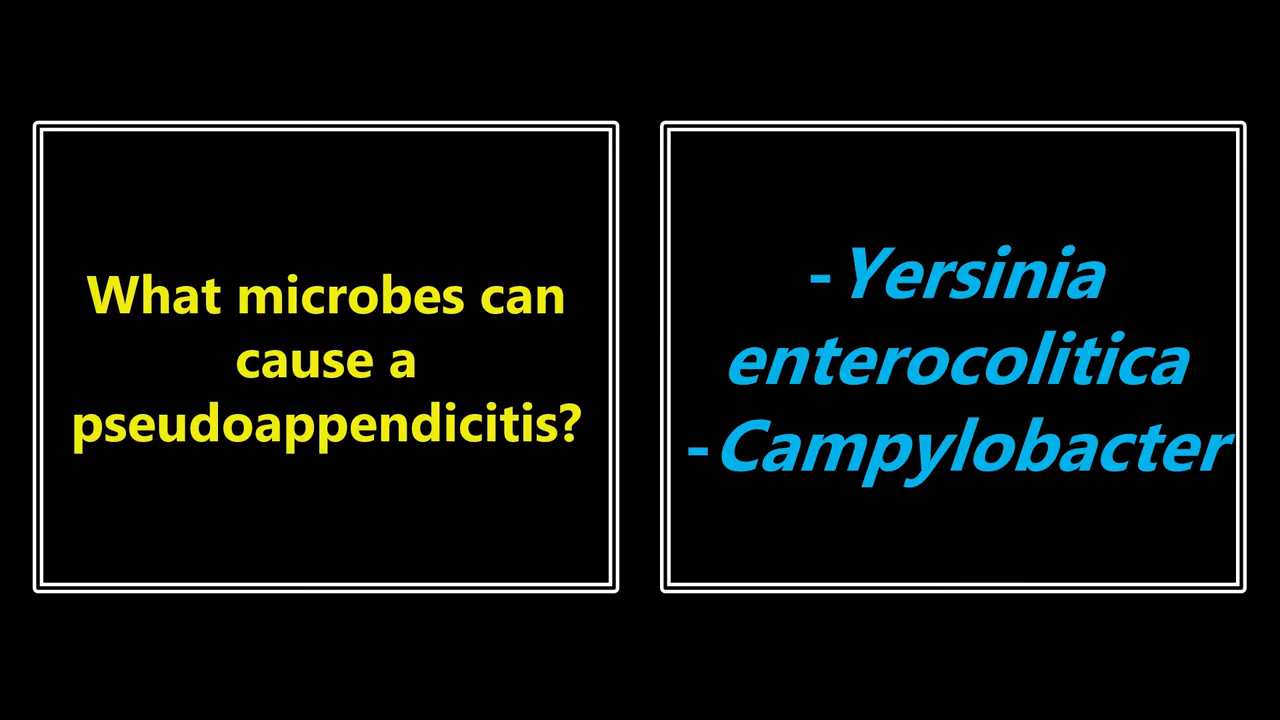 What microbes can
cause a
pseudoappendicitis?
-Yersinia
enterocolitica
-Campylobacter